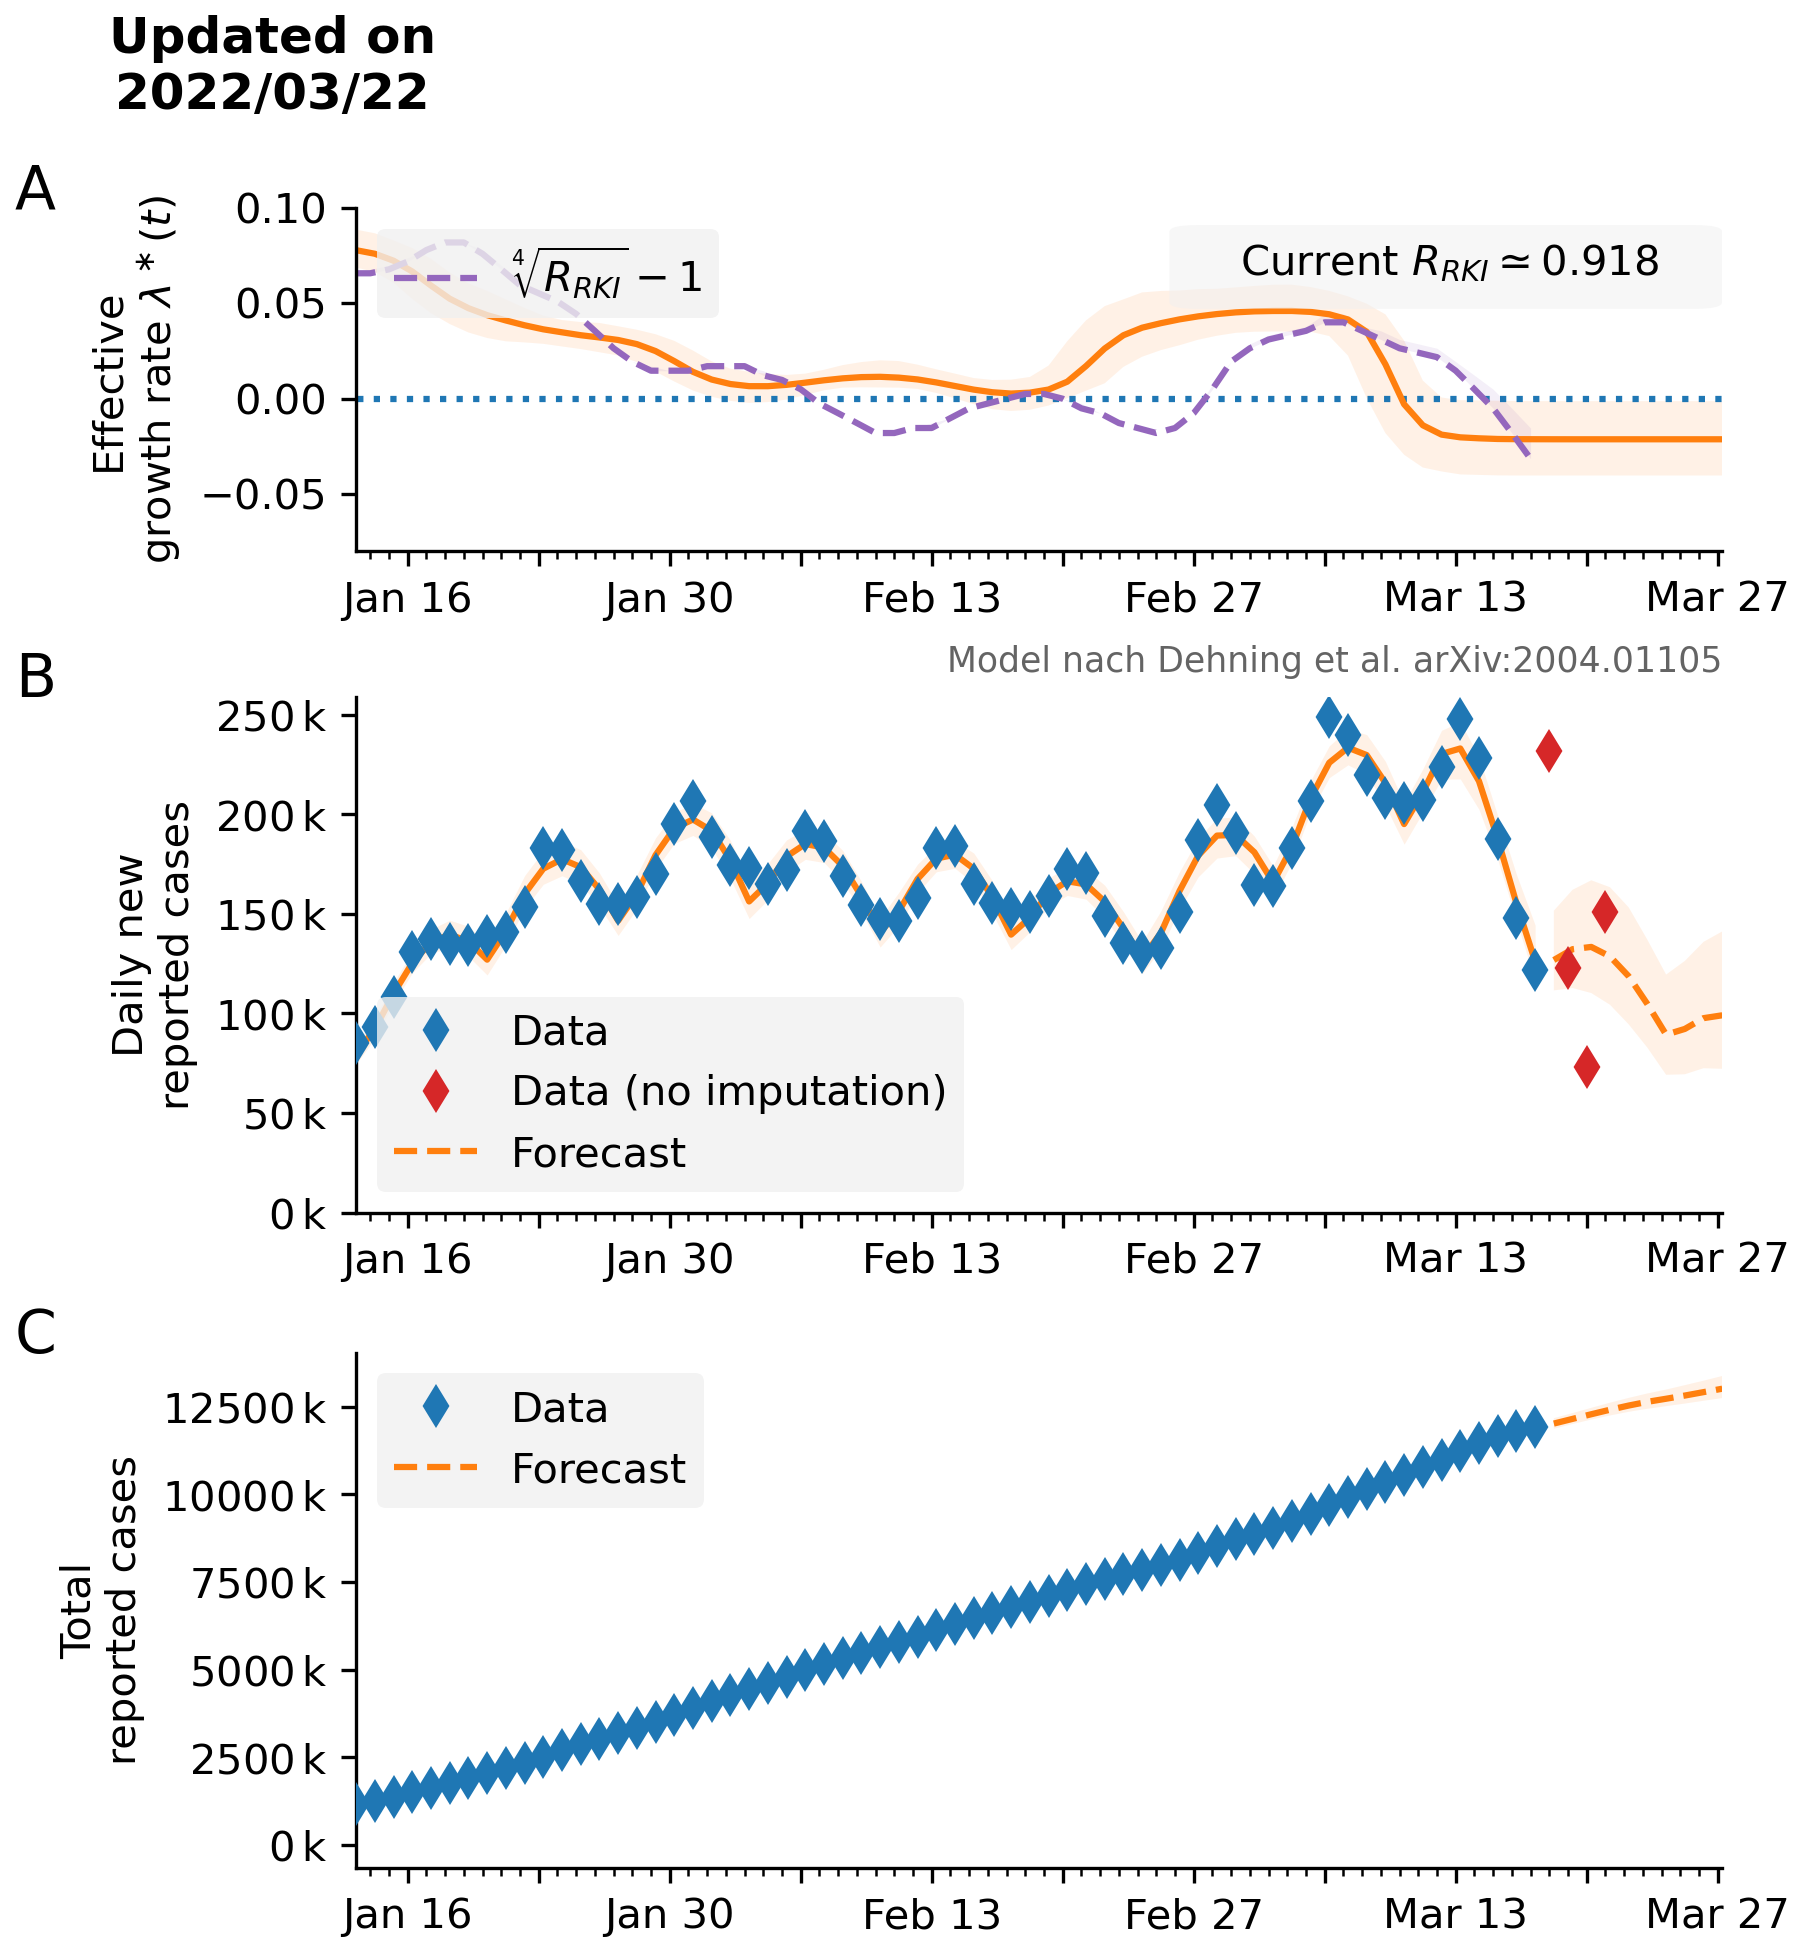 Updated on
2022/03/22
A
Effective
growth rate λ * (t)
0.10
0.05
0.00
−0.05
∜R_RKI − 1
Current R_RKI ≃ 0.918
Jan 16 Jan 30 Feb 13 Feb 27 Mar 13 Mar 27
B
Model nach Dehning et al. arXiv:2004.01105
Daily new
reported cases
250 k
200 k
150 k
100 k
50 k
0 k
Data
Data (no imputation)
Forecast
Jan 16 Jan 30 Feb 13 Feb 27 Mar 13 Mar 27
C
Total
reported cases
12500 k
10000 k
7500 k
5000 k
2500 k
0 k
Data
Forecast
Jan 16 Jan 30 Feb 13 Feb 27 Mar 13 Mar 27